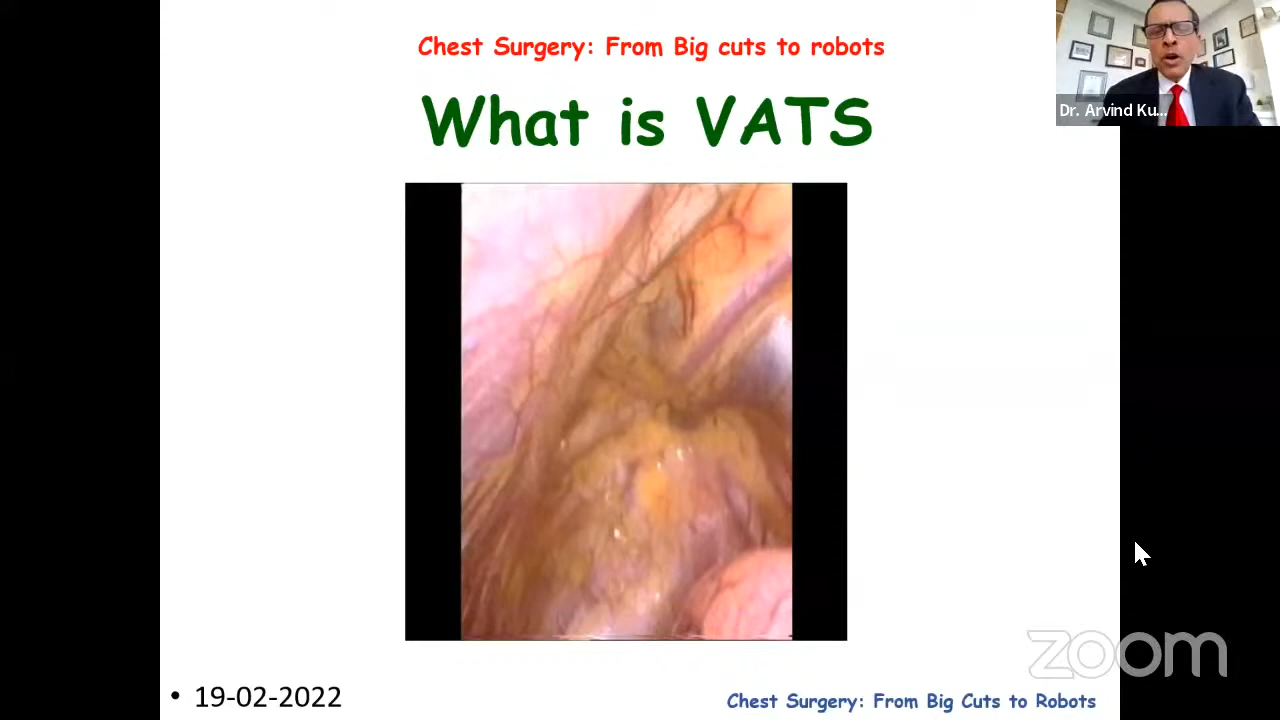 Chest Surgery: From Big cuts to robots
Dr. Arvind Ku...
What is VATS
• 19-02-2022
Chest Surgery: From Big Cuts to Robots
zoom